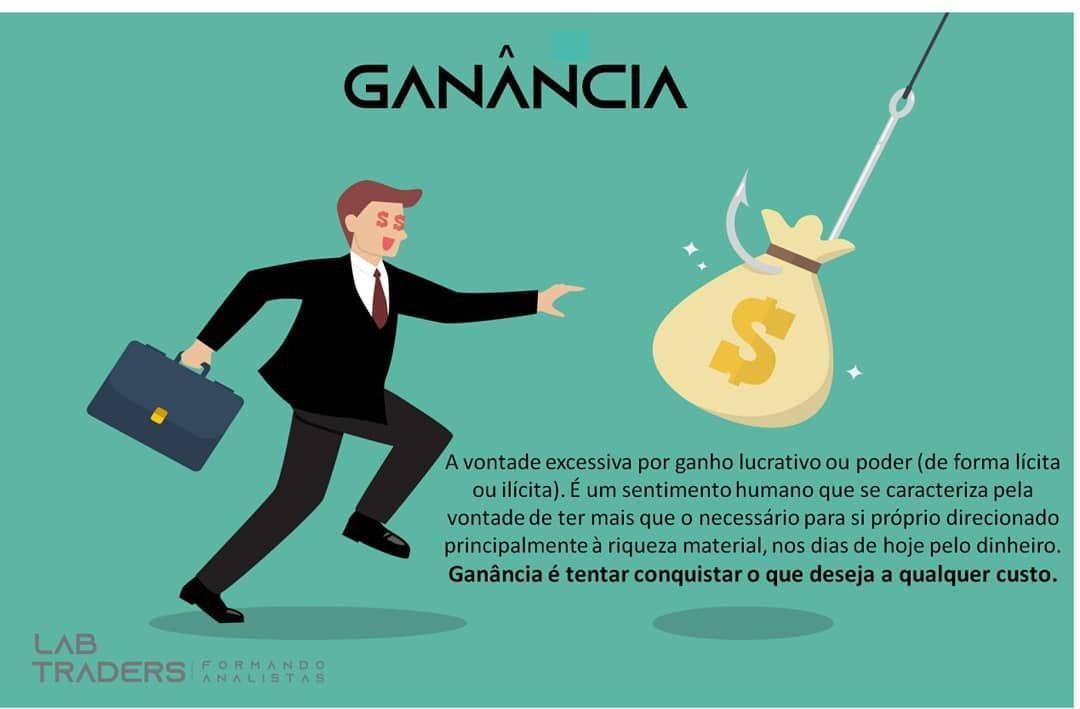 GANÂNCIA
$ $
$
A vontade excessiva por ganho lucrativo ou poder (de forma lícita
ou ilícita). É um sentimento humano que se caracteriza pela
vontade de ter mais que o necessário para si próprio direcionado
principalmente à riqueza material, nos dias de hoje pelo dinheiro.
Ganância é tentar conquistar o que deseja a qualquer custo.
LAB
TRADERS
FORMANDO
ANALISTAS